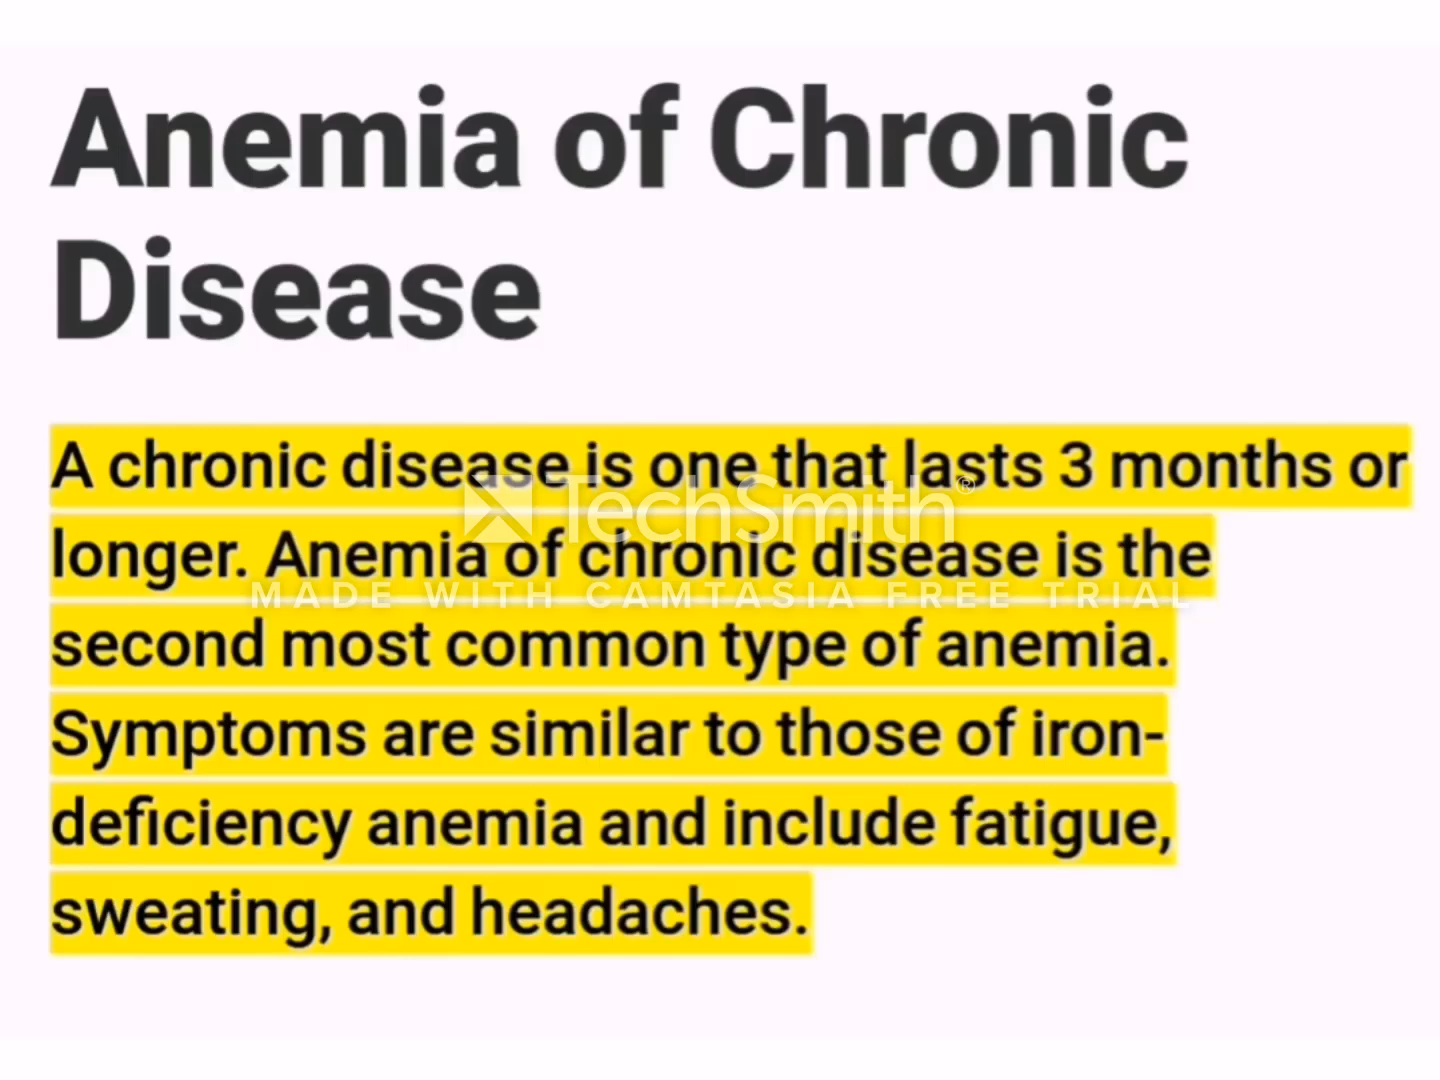 Anemia of Chronic
Disease
A chronic disease is one that lasts 3 months or
longer. Anemia of chronic disease is the
second most common type of anemia.
Symptoms are similar to those of iron-
deficiency anemia and include fatigue,
sweating, and headaches.
TechSmith®
MADE WITH CAMTASIA FREE TRIAL